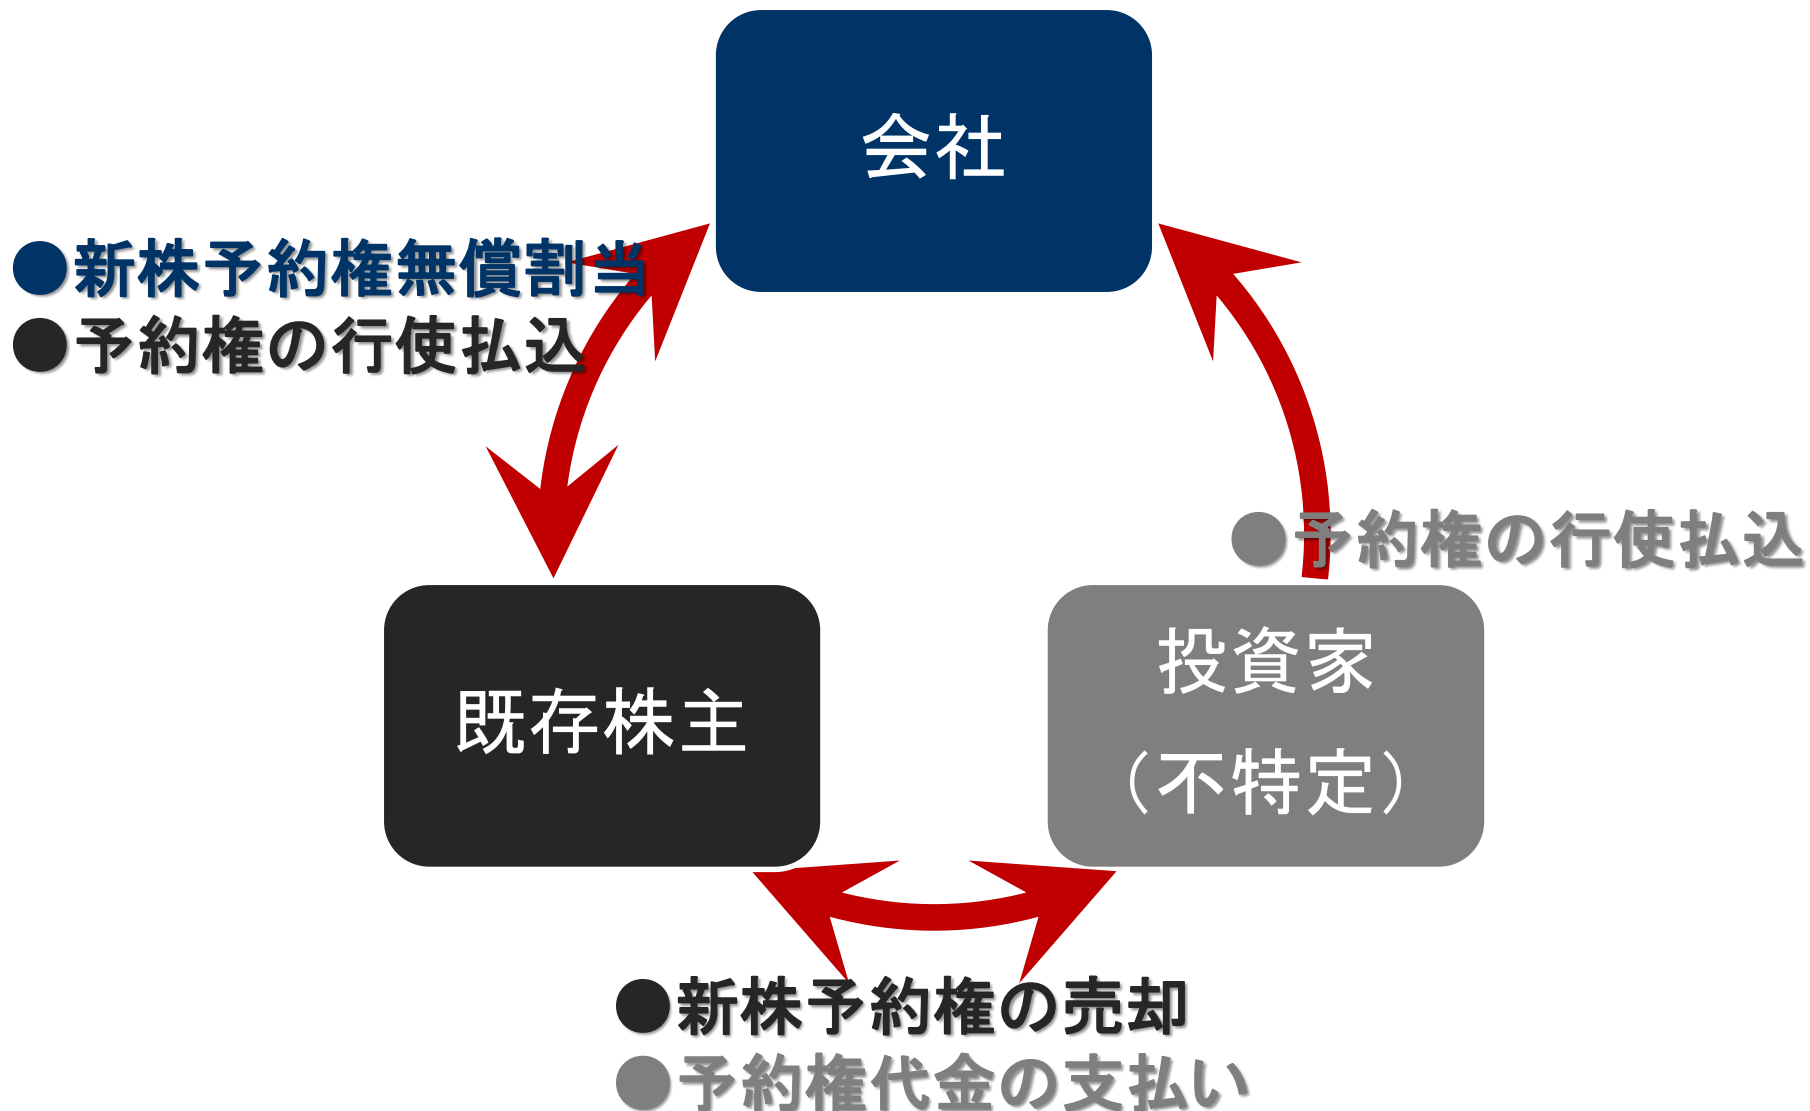 会社
●新株予約権無償割当
●予約権の行使払込
●予約権の行使払込
既存株主
投資家
（不特定）
●新株予約権の売却
●予約権代金の支払い